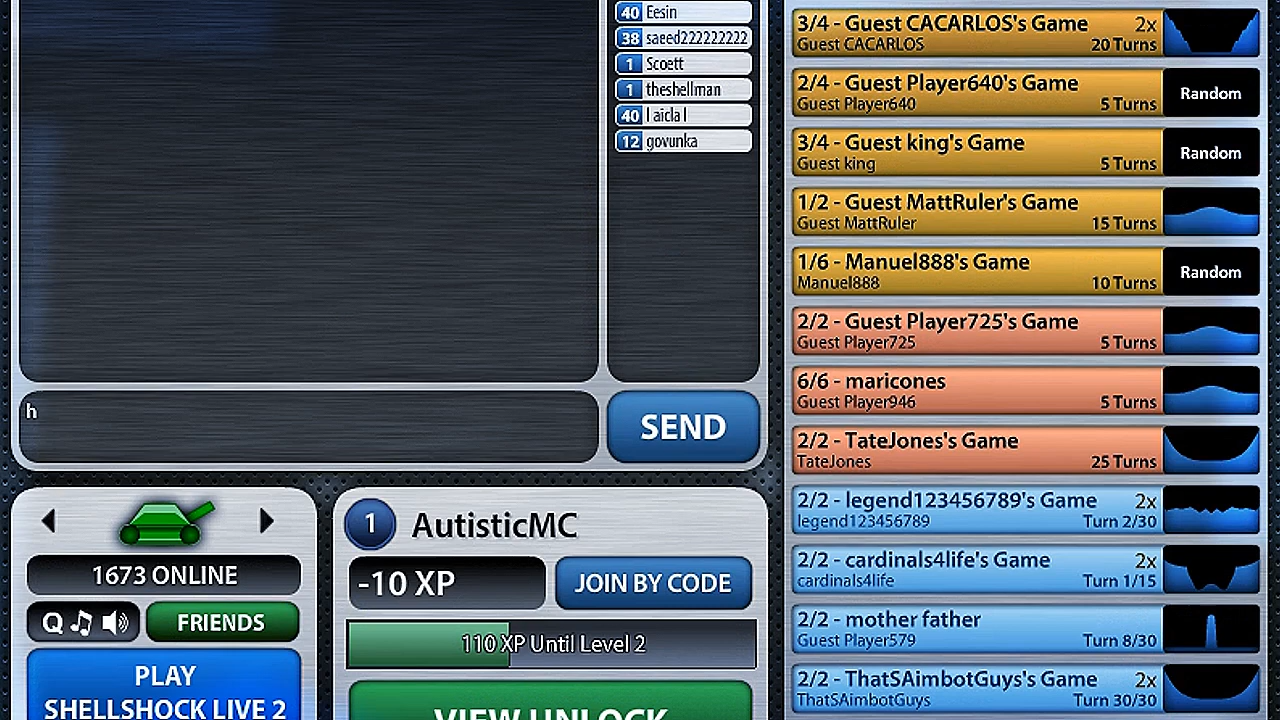 40 Eesin
38 saeed222222222
1 Scoett
1 theshellman
40 l aicla l
12 govunka
h
SEND
1673 ONLINE
Q
FRIENDS
PLAY
SHELLSHOCK LIVE 2
1 AutisticMC
-10 XP
JOIN BY CODE
110 XP Until Level 2
VIEW UNLOCK
3/4 - Guest CACARLOS's Game 2x
Guest CACARLOS 20 Turns
2/4 - Guest Player640's Game
Guest Player640 5 Turns
Random
3/4 - Guest king's Game
Guest king 5 Turns
Random
1/2 - Guest MattRuler's Game
Guest MattRuler 15 Turns
1/6 - Manuel888's Game
Manuel888 10 Turns
Random
2/2 - Guest Player725's Game
Guest Player725 5 Turns
6/6 - maricones
Guest Player946 5 Turns
2/2 - TateJones's Game
TateJones 25 Turns
2/2 - legend123456789's Game 2x
legend123456789 Turn 2/30
2/2 - cardinals4life's Game 2x
cardinals4life Turn 1/15
2/2 - mother father
Guest Player579 Turn 8/30
2/2 - ThatSAimbotGuys's Game 2x
ThatSAimbotGuys Turn 30/30